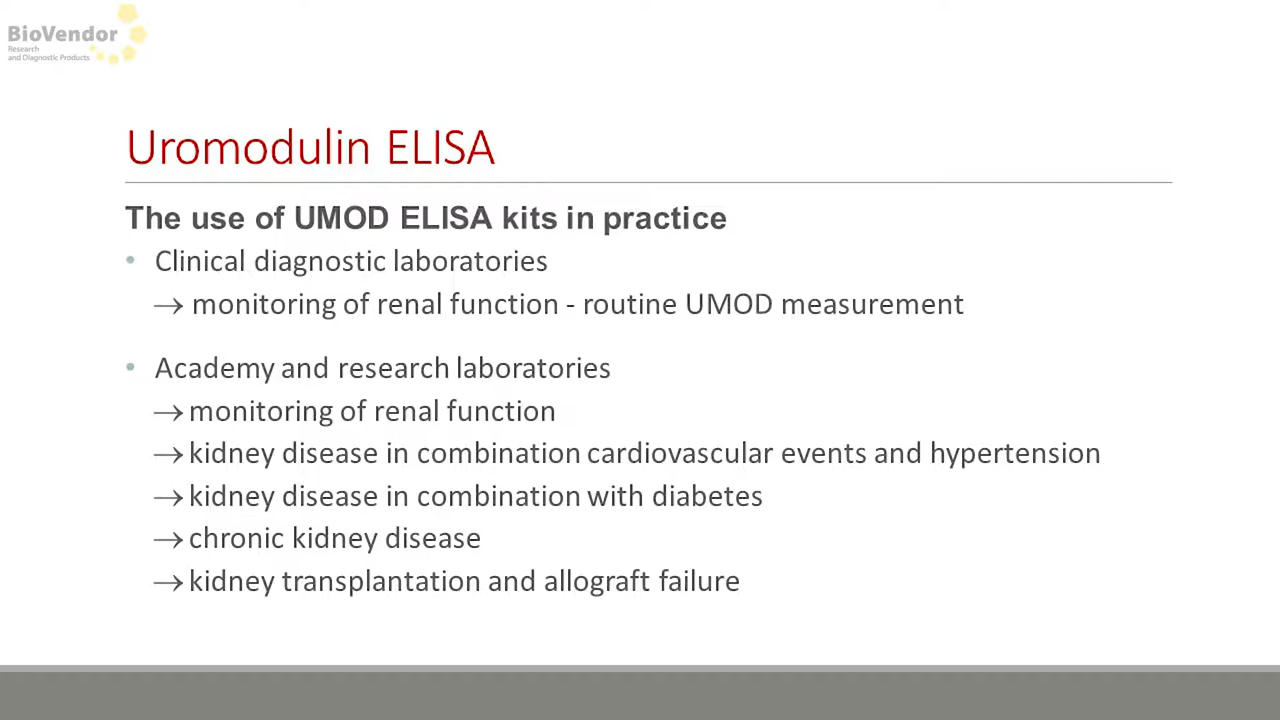 BioVendor
Research
and Diagnostic Products
Uromodulin ELISA
The use of UMOD ELISA kits in practice
• Clinical diagnostic laboratories
→ monitoring of renal function - routine UMOD measurement
• Academy and research laboratories
→ monitoring of renal function
→ kidney disease in combination cardiovascular events and hypertension
→ kidney disease in combination with diabetes
→ chronic kidney disease
→ kidney transplantation and allograft failure